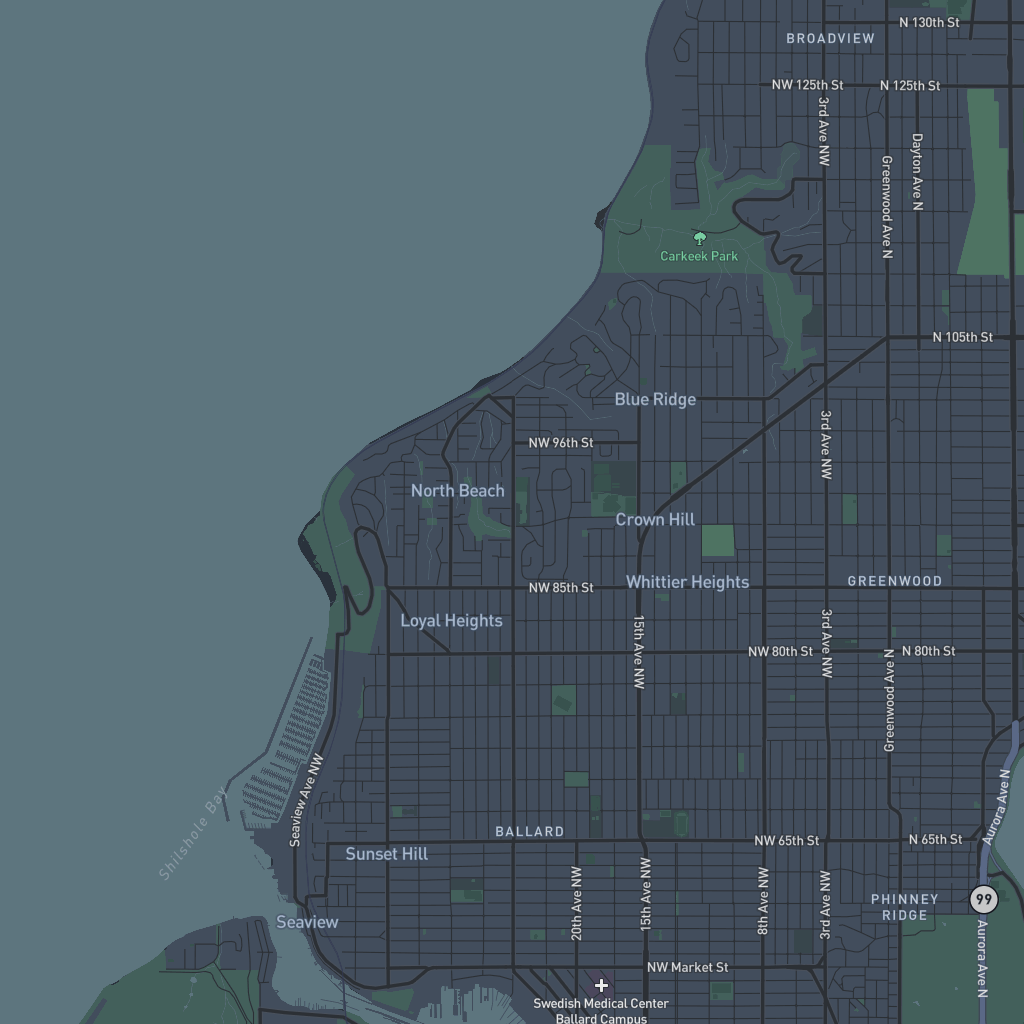 N 130th St
BROADVIEW
NW 125th St
N 125th St
3rd Ave NW
Dayton Ave N
Greenwood Ave N
Carkeek Park
N 105th St
Blue Ridge
3rd Ave NW
NW 96th St
North Beach
Crown Hill
NW 85th St
Whittier Heights
GREENWOOD
Loyal Heights
15th Ave NW
3rd Ave NW
NW 80th St
N 80th St
Greenwood Ave N
Seaview Ave NW
Aurora Ave N
Shilshole Bay
BALLARD
NW 65th St
N 65th St
Sunset Hill
20th Ave NW
15th Ave NW
8th Ave NW
3rd Ave NW
PHINNEY
RIDGE
99
Seaview
Aurora Ave N
NW Market St
Swedish Medical Center
Ballard Campus